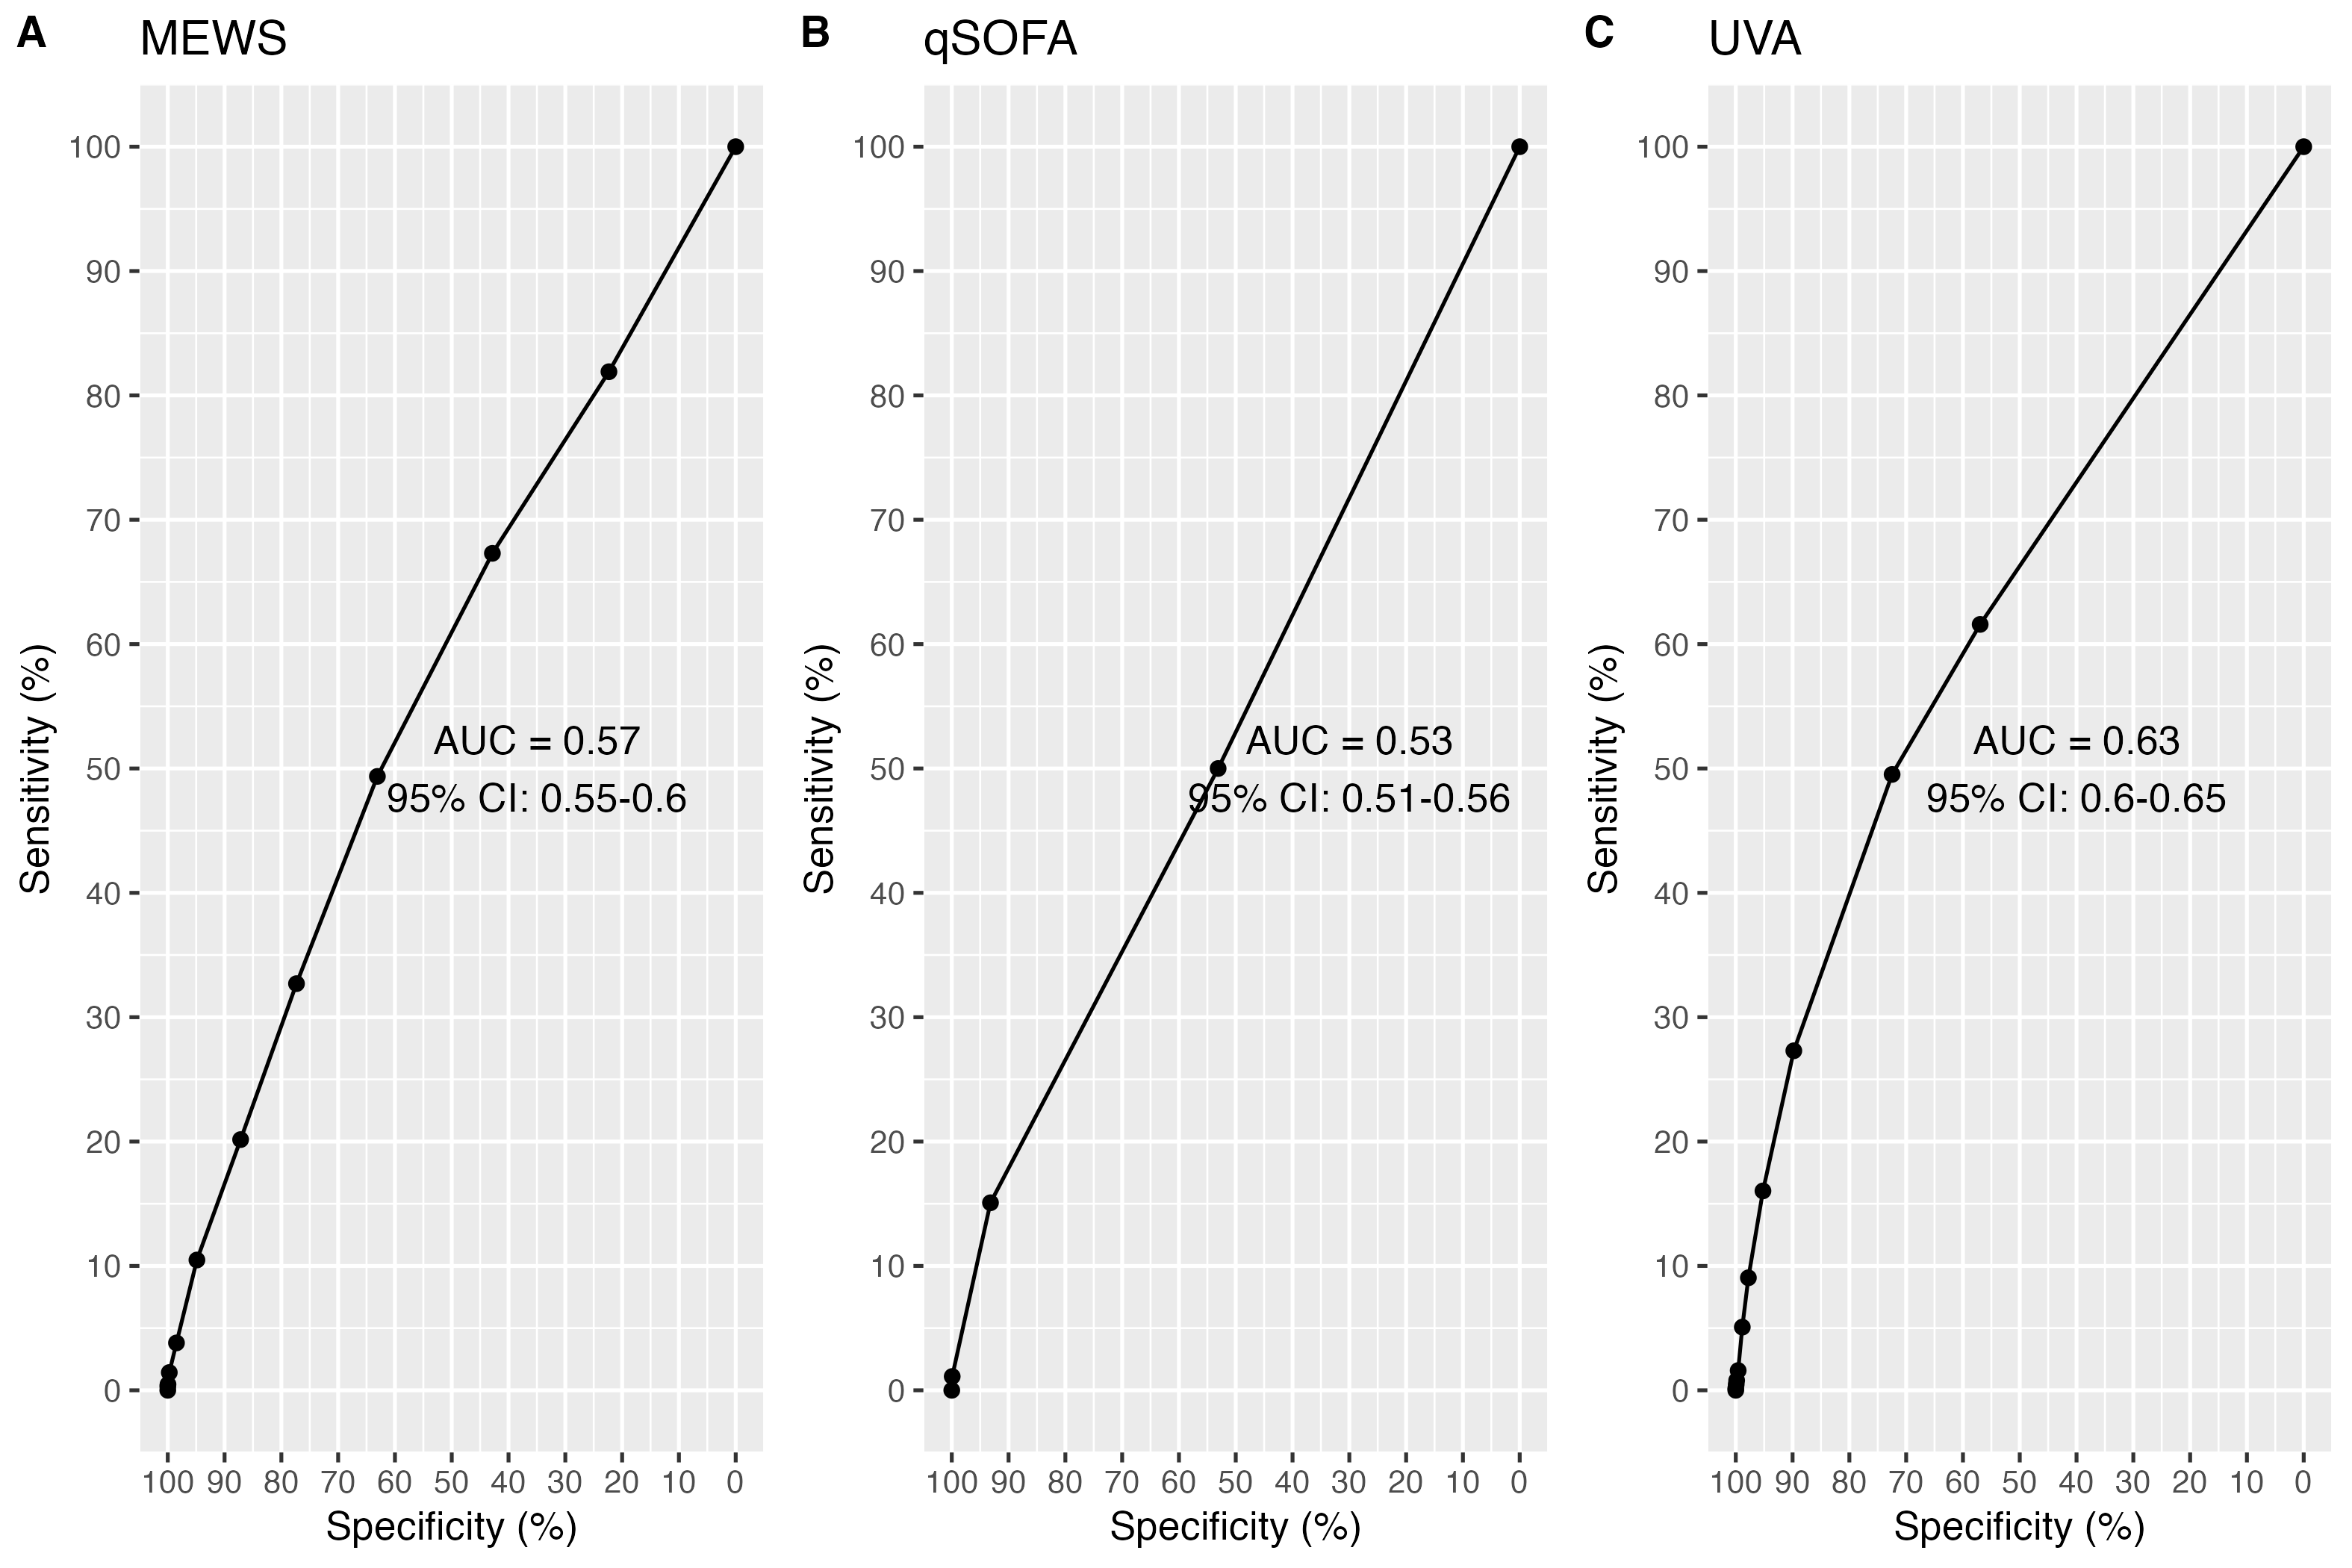 A MEWS
100
90
80
70
60
50
40
30
20
10
0
Sensitivity (%)
AUC = 0.57
95% CI: 0.55-0.6
100 90 80 70 60 50 40 30 20 10 0
Specificity (%)
B qSOFA
100
90
80
70
60
50
40
30
20
10
0
Sensitivity (%)
AUC = 0.53
95% CI: 0.51-0.56
100 90 80 70 60 50 40 30 20 10 0
Specificity (%)
C UVA
100
90
80
70
60
50
40
30
20
10
0
Sensitivity (%)
AUC = 0.63
95% CI: 0.6-0.65
100 90 80 70 60 50 40 30 20 10 0
Specificity (%)